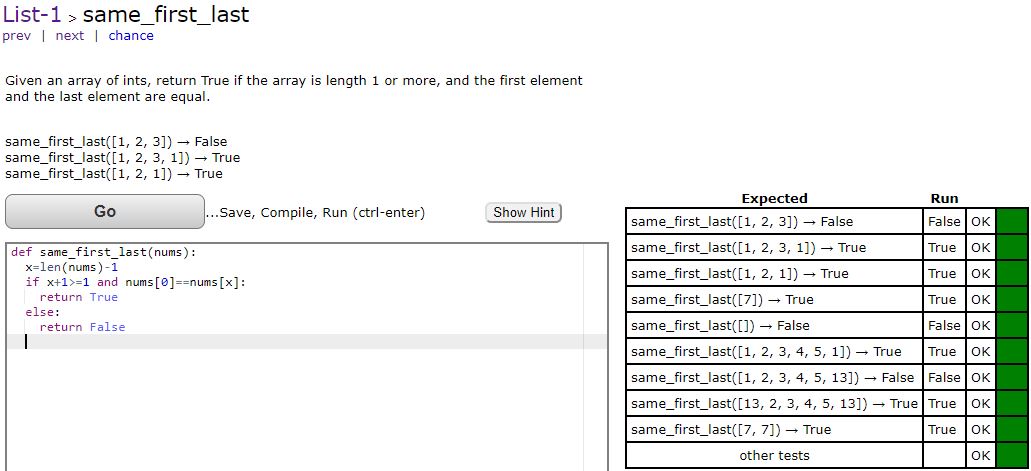 List-1 > same_first_last
prev | next | chance
Given an array of ints, return True if the array is length 1 or more, and the first element
and the last element are equal.
same_first_last([1, 2, 3]) → False
same_first_last([1, 2, 3, 1]) → True
same_first_last([1, 2, 1]) → True
Go ...Save, Compile, Run (ctrl-enter) Show Hint
def same_first_last(nums):
  x=len(nums)-1
  if x+1>=1 and nums[0]==nums[x]:
    return True
  else:
    return False
Expected Run
same_first_last([1, 2, 3]) → False False OK
same_first_last([1, 2, 3, 1]) → True True OK
same_first_last([1, 2, 1]) → True True OK
same_first_last([7]) → True True OK
same_first_last([]) → False False OK
same_first_last([1, 2, 3, 4, 5, 1]) → True True OK
same_first_last([1, 2, 3, 4, 5, 13]) → False False OK
same_first_last([13, 2, 3, 4, 5, 13]) → True True OK
same_first_last([7, 7]) → True True OK
other tests OK